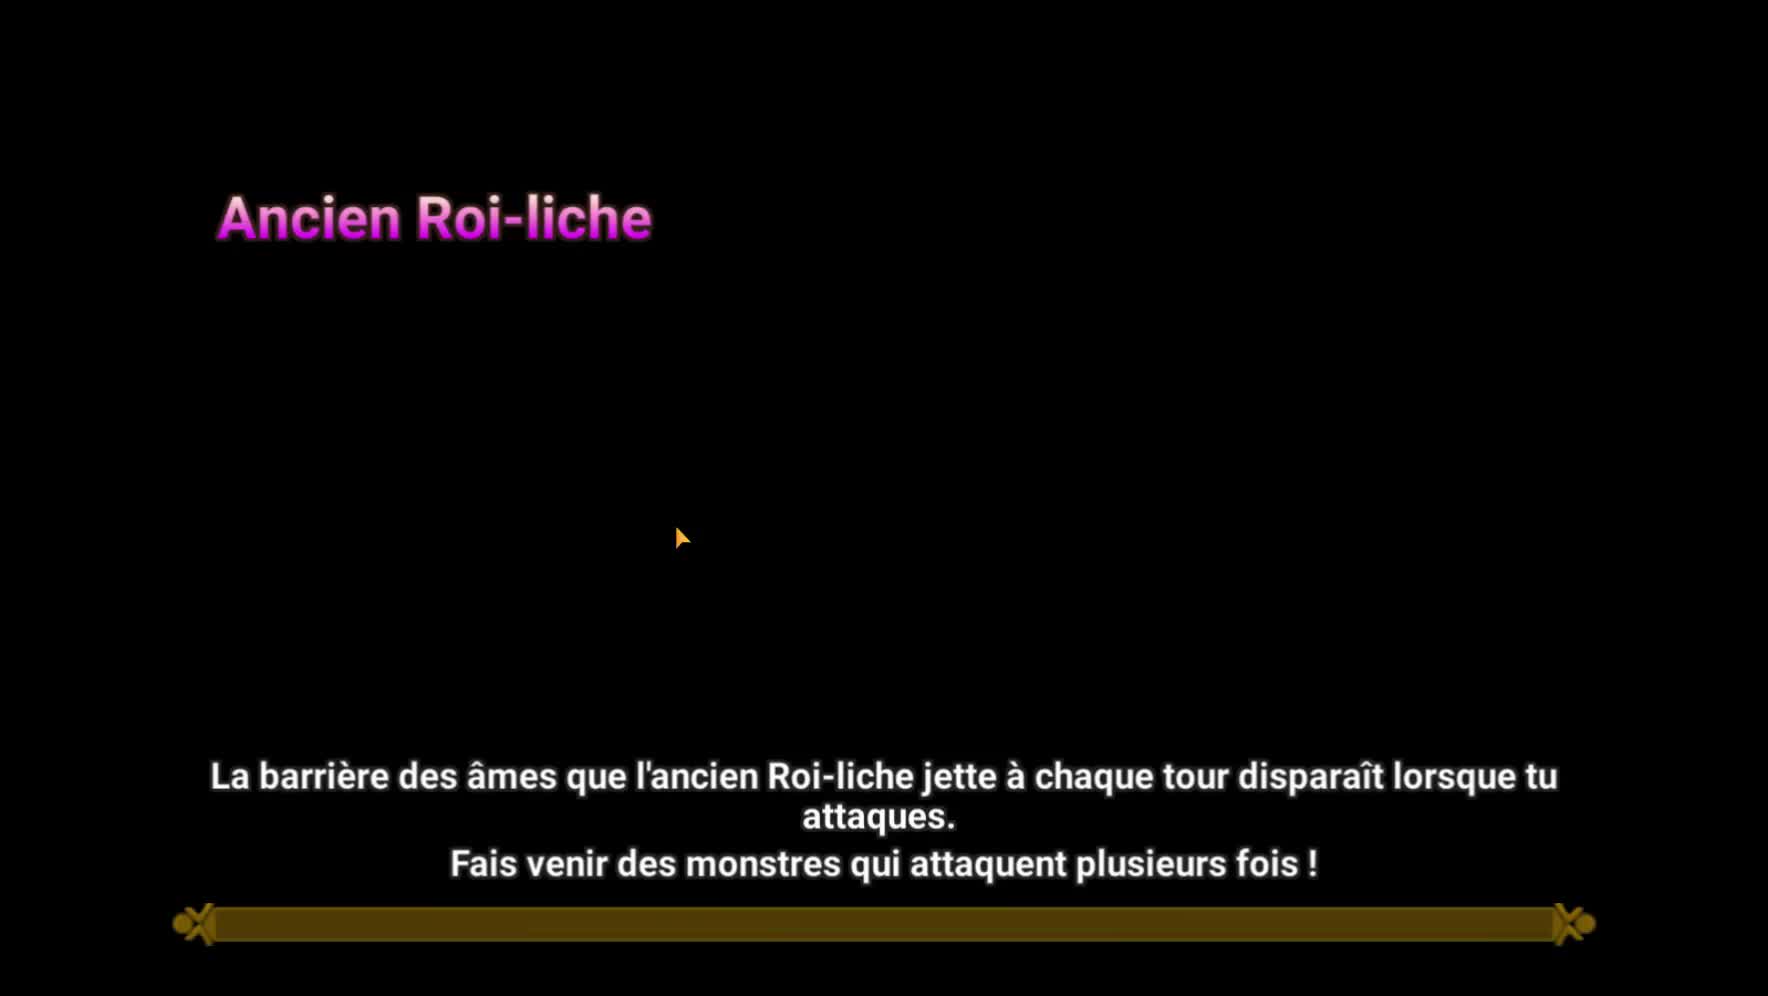 Ancien Roi-liche
La barrière des âmes que l'ancien Roi-liche jette à chaque tour disparaît lorsque tu
attaques.
Fais venir des monstres qui attaquent plusieurs fois !